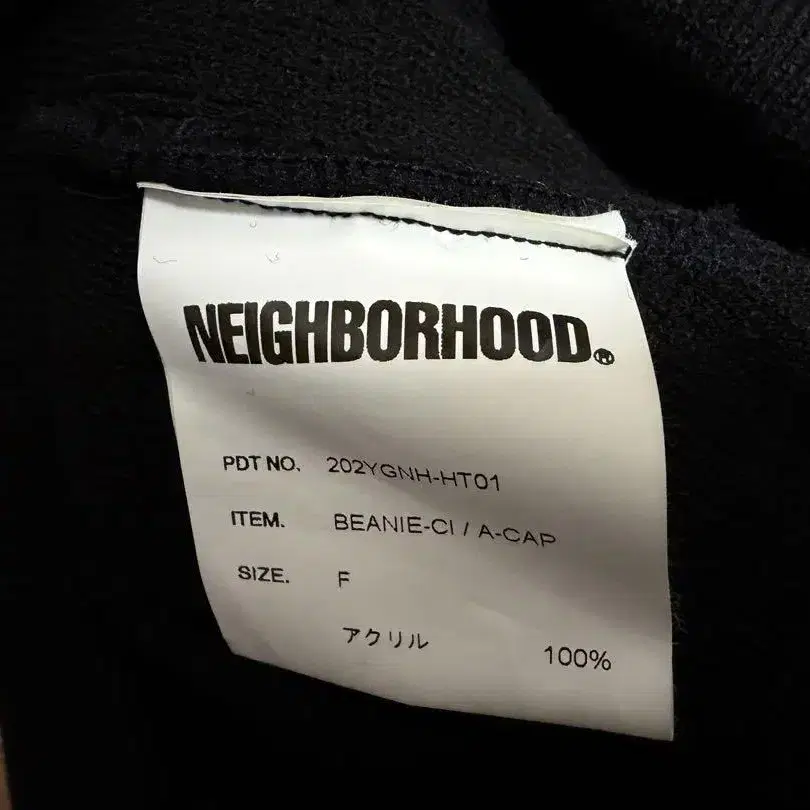 NEIGHBORHOOD®
PDT NO. 202YGNH-HT01
ITEM. BEANIE-CI / A-CAP
SIZE. F
アクリル 100%